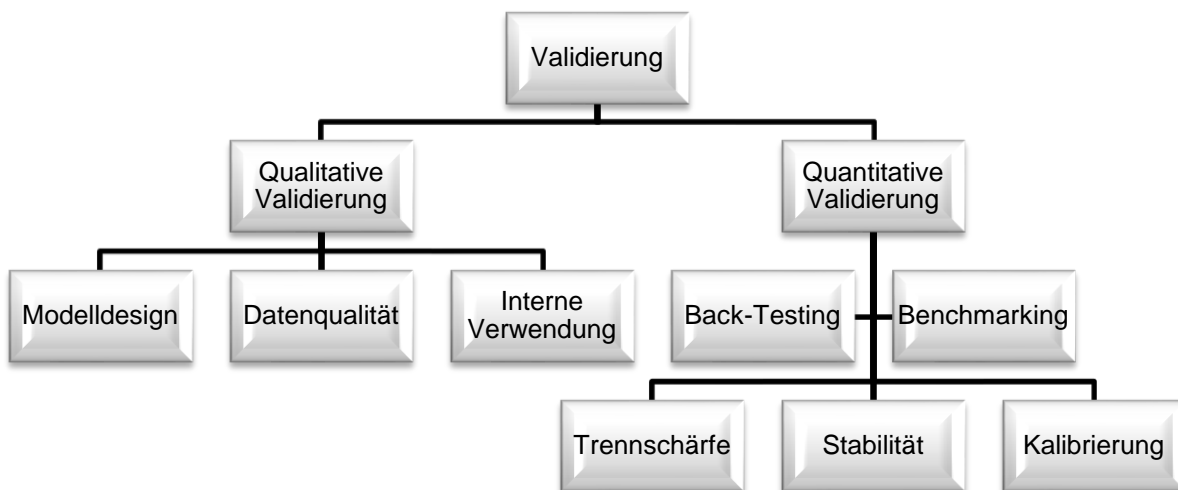 Validierung
Qualitative
Validierung
Quantitative
Validierung
Modelldesign
Datenqualität
Interne
Verwendung
Back-Testing
Benchmarking
Trennschärfe
Stabilität
Kalibrierung